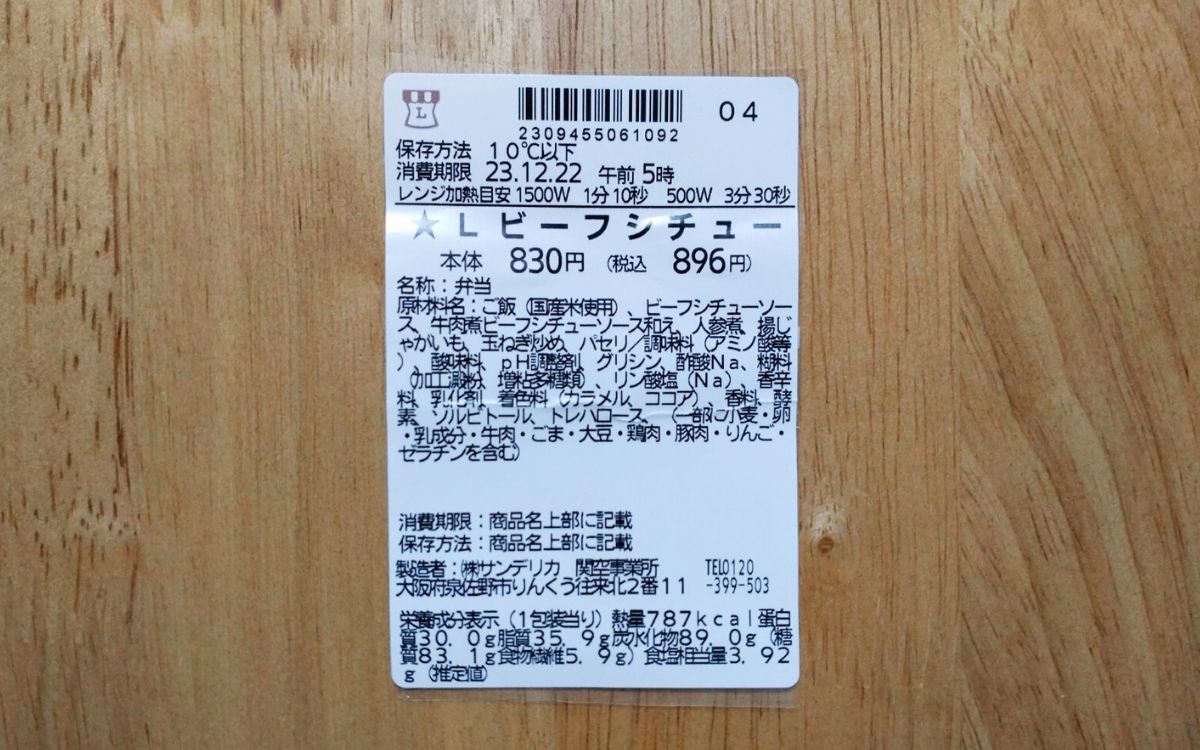 L
04
2309455061092
保存方法 10℃以下
消費期限 23.12.22 午前5時
レンジ加熱目安1500W 1分10秒 500W 3分30秒
★Lビーフシチュー
本体 830円 (税込 896円)
名称:弁当
原材料名:ご飯(国産米使用)、ビーフシチューソー
ス、牛肉煮ビーフシチューソース和え、人参煮、揚じ
ゃがいも、玉ねぎ炒め、パセリ/調味料(アミノ酸等
)、酸味料、pH調整剤、グリシン、酢酸Na、糊料
(加工澱粉、増粘多糖類)、リン酸塩(Na)、香辛
料、乳化剤、着色料(カラメル、ココア)、香料、酵
素、ソルビトール、トレハロース、(一部に小麦・卵
・乳成分・牛肉・ごま・大豆・鶏肉・豚肉・りんご・
ゼラチンを含む)
消費期限:商品名上部に記載
保存方法:商品名上部に記載
製造者:㈱サンデリカ 関空事業所 TEL0120
大阪府泉佐野市りんくう往来北2番11 -399-503
栄養成分表示(1包装当り)熱量787kcal蛋白
質30.0g脂質35.9g炭水化物89.0g(糖
質83.1g食物繊維5.9g)食塩相当量3.92
g(推定値)